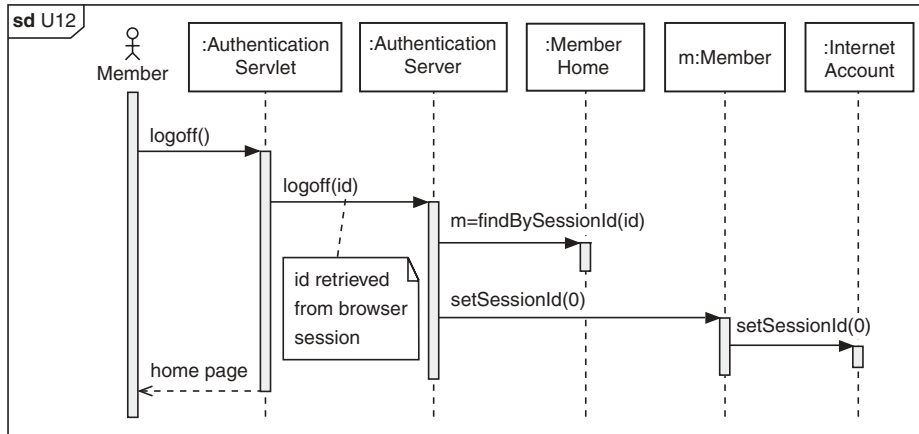 sd U12
Member
:Authentication
Servlet
:Authentication
Server
:Member
Home
m:Member
:Internet
Account
logoff()
logoff(id)
m=findBySessionId(id)
id retrieved
from browser
session
setSessionId(0)
setSessionId(0)
home page